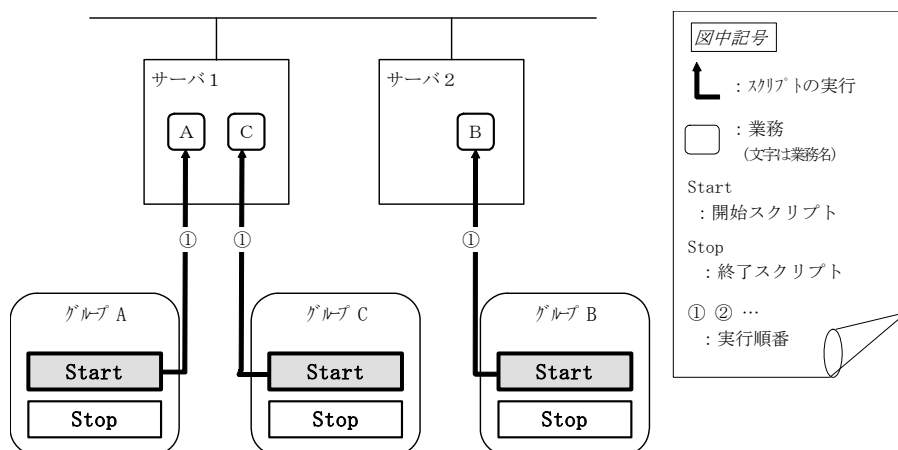 サーバ１
サーバ２
A
C
B
①
①
①
ｸﾞﾙｰﾌﾟ A
ｸﾞﾙｰﾌﾟ C
ｸﾞﾙｰﾌﾟ B
Start
Start
Start
Stop
Stop
Stop
図中記号
：ｽｸﾘﾌﾟﾄの実行
：業務
(文字は業務名)
Start
：開始スクリプト
Stop
：終了スクリプト
① ② …
：実行順番